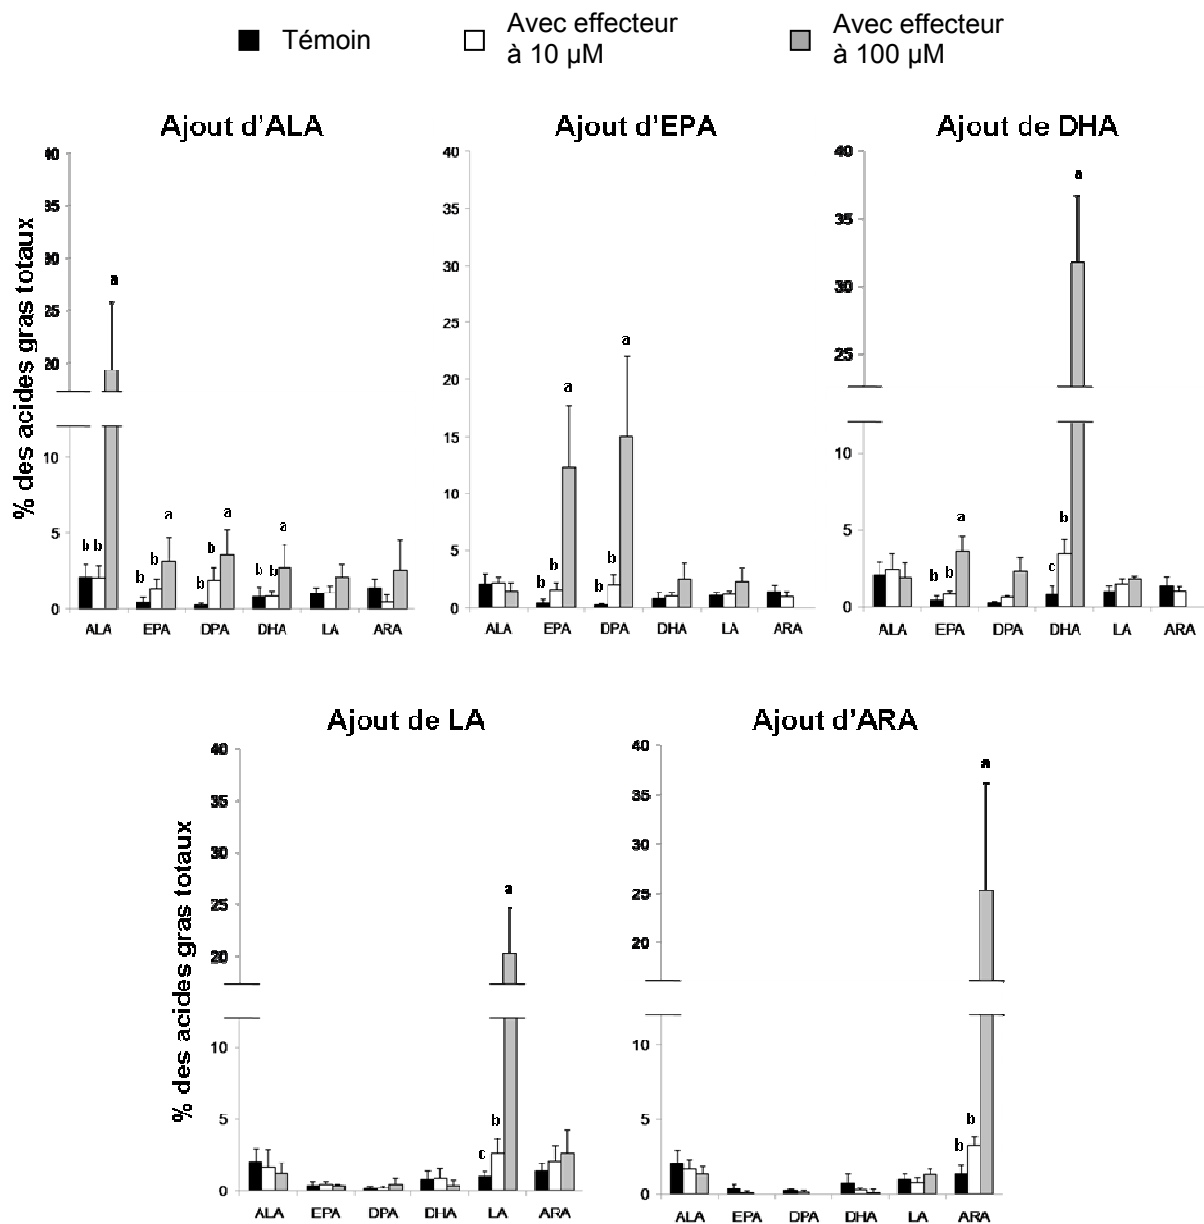 Témoin
Avec effecteur
à 10 µM
Avec effecteur
à 100 µM
Ajout d'ALA
% des acides gras totaux
40
35
30
25
20
10
5
0
a
b b
b b a
b b a
b b a
ALA EPA DPA DHA LA ARA
Ajout d'EPA
40
35
30
25
20
15
10
5
0
b b a
b b a
ALA EPA DPA DHA LA ARA
Ajout de DHA
40
35
30
25
10
5
0
b b a
c b a
ALA EPA DPA DHA LA ARA
Ajout de LA
% des acides gras totaux
40
35
30
25
20
10
5
0
c b a
ALA EPA DPA DHA LA ARA
Ajout d'ARA
40
35
30
25
20
10
5
0
b b a
ALA EPA DPA DHA LA ARA